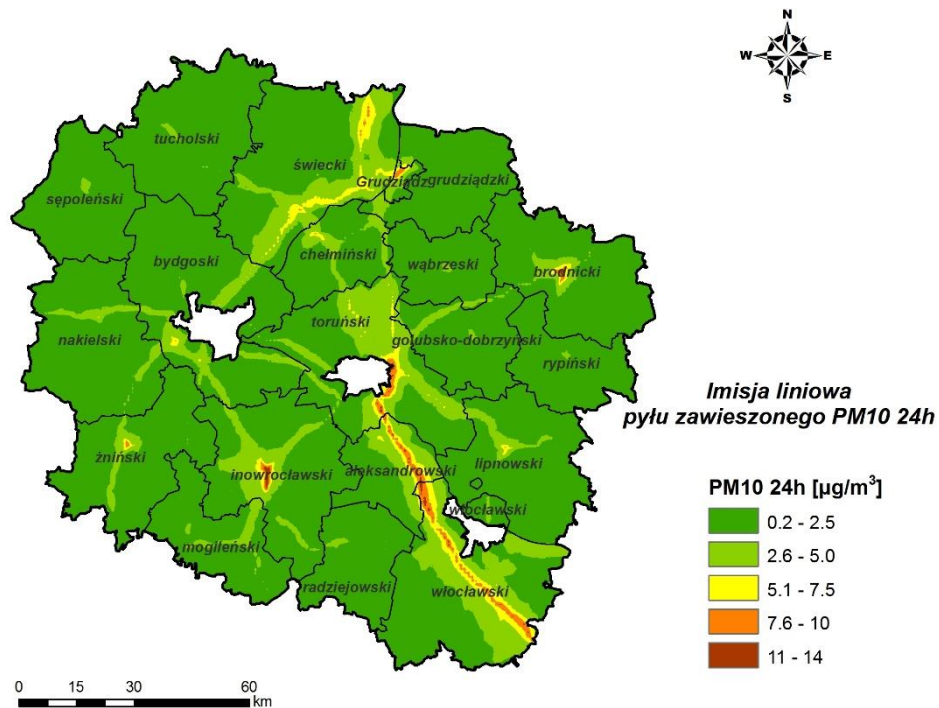 N
W E
S
tucholski
świecki
Grudziądz
grudziądzki
sępoleński
bydgoski
chełmiński
wąbrzeski
brodnicki
nakielski
toruński
golubsko-dobrzyński
rypiński
żniński
inowrocławski
aleksandrowski
lipnowski
włocławski
mogileński
radziejowski
włocławski
Imisja liniowa
pyłu zawieszonego PM10 24h
PM10 24h [µg/m³]
0.2 - 2.5
2.6 - 5.0
5.1 - 7.5
7.6 - 10
11 - 14
0 15 30 60
km